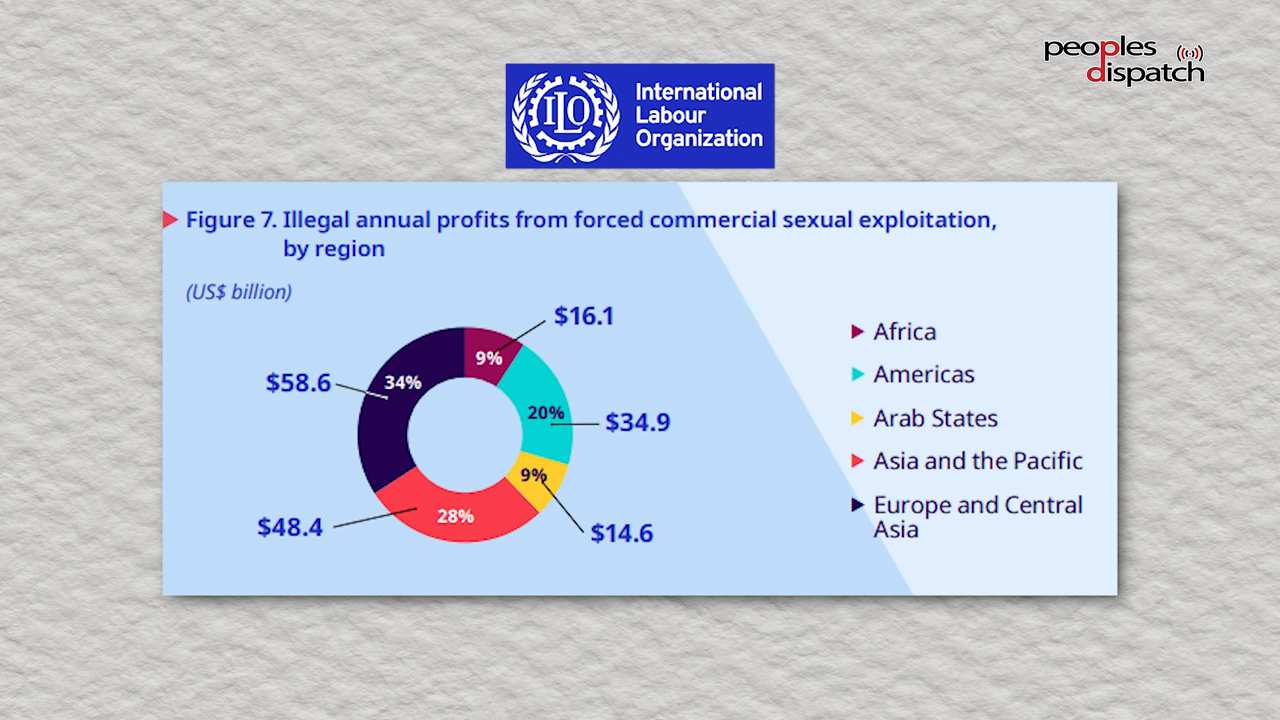 peoples
dispatch
ILO
International
Labour
Organization
Figure 7. Illegal annual profits from forced commercial sexual exploitation,
by region
(US$ billion)
$16.1
9%
$58.6
34%
20%
$34.9
9%
$48.4
28%
$14.6
Africa
Americas
Arab States
Asia and the Pacific
Europe and Central
Asia